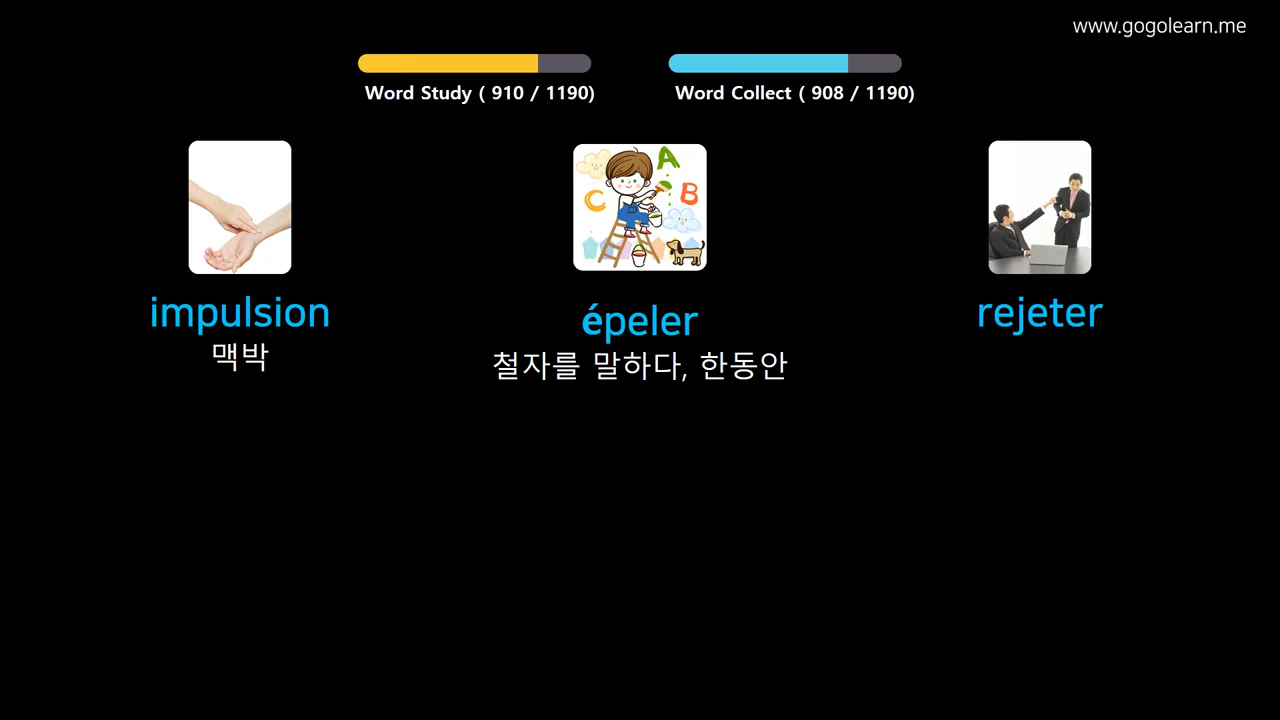 www.gogolearn.me
Word Study ( 910 / 1190)
Word Collect ( 908 / 1190)
A
B
C
impulsion
맥박
épeler
철자를 말하다, 한동안
rejeter